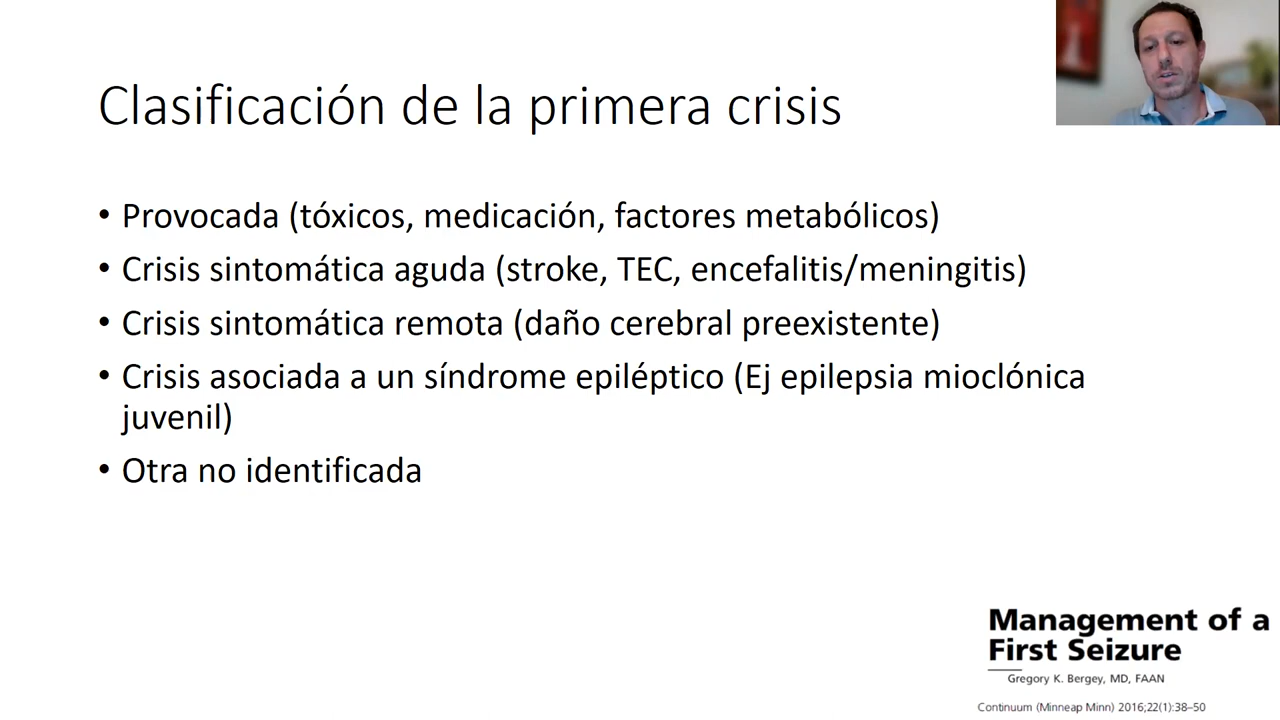 Clasificación de la primera crisis
• Provocada (tóxicos, medicación, factores metabólicos)
• Crisis sintomática aguda (stroke, TEC, encefalitis/meningitis)
• Crisis sintomática remota (daño cerebral preexistente)
• Crisis asociada a un síndrome epiléptico (Ej epilepsia mioclónica
juvenil)
• Otra no identificada
Management of a
First Seizure
Gregory K. Bergey, MD, FAAN
Continuum (Minneap Minn) 2016;22(1):38–50